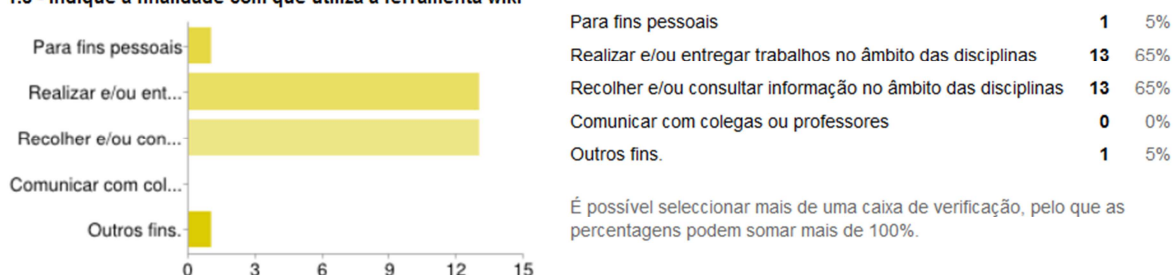 1.3 - Indique a finalidade com que utiliza a ferramenta wiki
Para fins pessoais
Realizar e/ou ent...
Recolher e/ou con...
Comunicar com col...
Outros fins.
0 3 6 9 12 15
Para fins pessoais 1 5%
Realizar e/ou entregar trabalhos no âmbito das disciplinas 13 65%
Recolher e/ou consultar informação no âmbito das disciplinas 13 65%
Comunicar com colegas ou professores 0 0%
Outros fins. 1 5%
É possível seleccionar mais de uma caixa de verificação, pelo que as
percentagens podem somar mais de 100%.